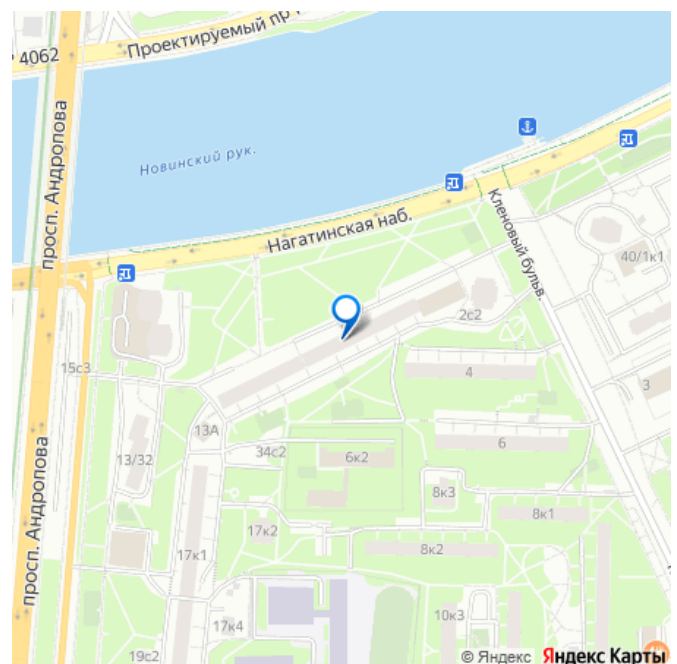 4062
Проектируемый пр
просп. Андропова
Новинский рук.
Нагатинская наб.
Кленовый бульв.
40/1к1
2с2
15с3
4
3
13А
13/32
34с2
6к2
6
8к3
8к1
17к2
17к1
8к2
17к4
10к3
просп. Андропова
19с2
© Яндекс Яндекс Карты